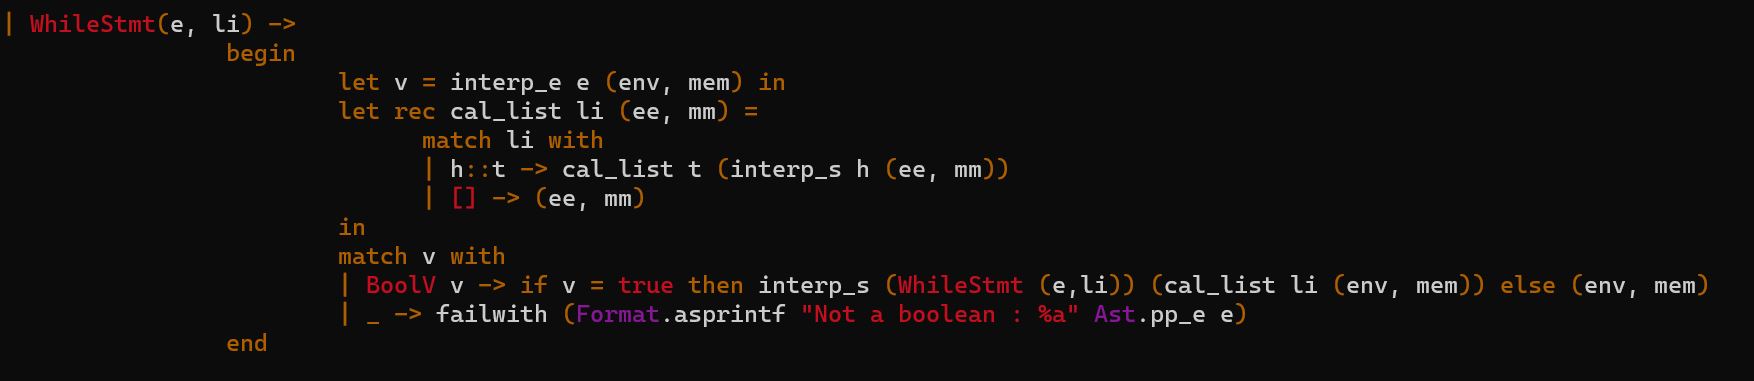 | WhileStmt(e, li) ->
begin
let v = interp_e e (env, mem) in
let rec cal_list li (ee, mm) =
match li with
| h::t -> cal_list t (interp_s h (ee, mm))
| [] -> (ee, mm)
in
match v with
| BoolV v -> if v = true then interp_s (WhileStmt (e,li)) (cal_list li (env, mem)) else (env, mem)
| _ -> failwith (Format.asprintf "Not a boolean : %a" Ast.pp_e e)
end